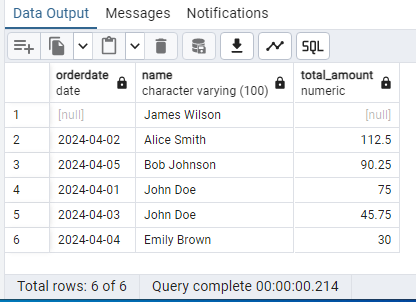 Data Output Messages Notifications
SQL
orderdate name total_amount
date character varying (100) numeric
1 [null] James Wilson [null]
2 2024-04-02 Alice Smith 112.5
3 2024-04-05 Bob Johnson 90.25
4 2024-04-01 John Doe 75
5 2024-04-03 John Doe 45.75
6 2024-04-04 Emily Brown 30
Total rows: 6 of 6 Query complete 00:00:00.214